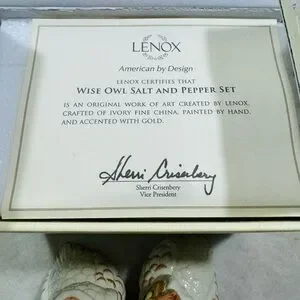 LENOX
American by Design
LENOX CERTIFIES THAT
WISE OWL SALT AND PEPPER SET
IS AN ORIGINAL WORK OF ART CREATED BY LENOX,
CRAFTED OF IVORY FINE CHINA, PAINTED BY HAND,
AND ACCENTED WITH GOLD.
Sherri Crisenbery
Sherri Crisenbery
Vice President